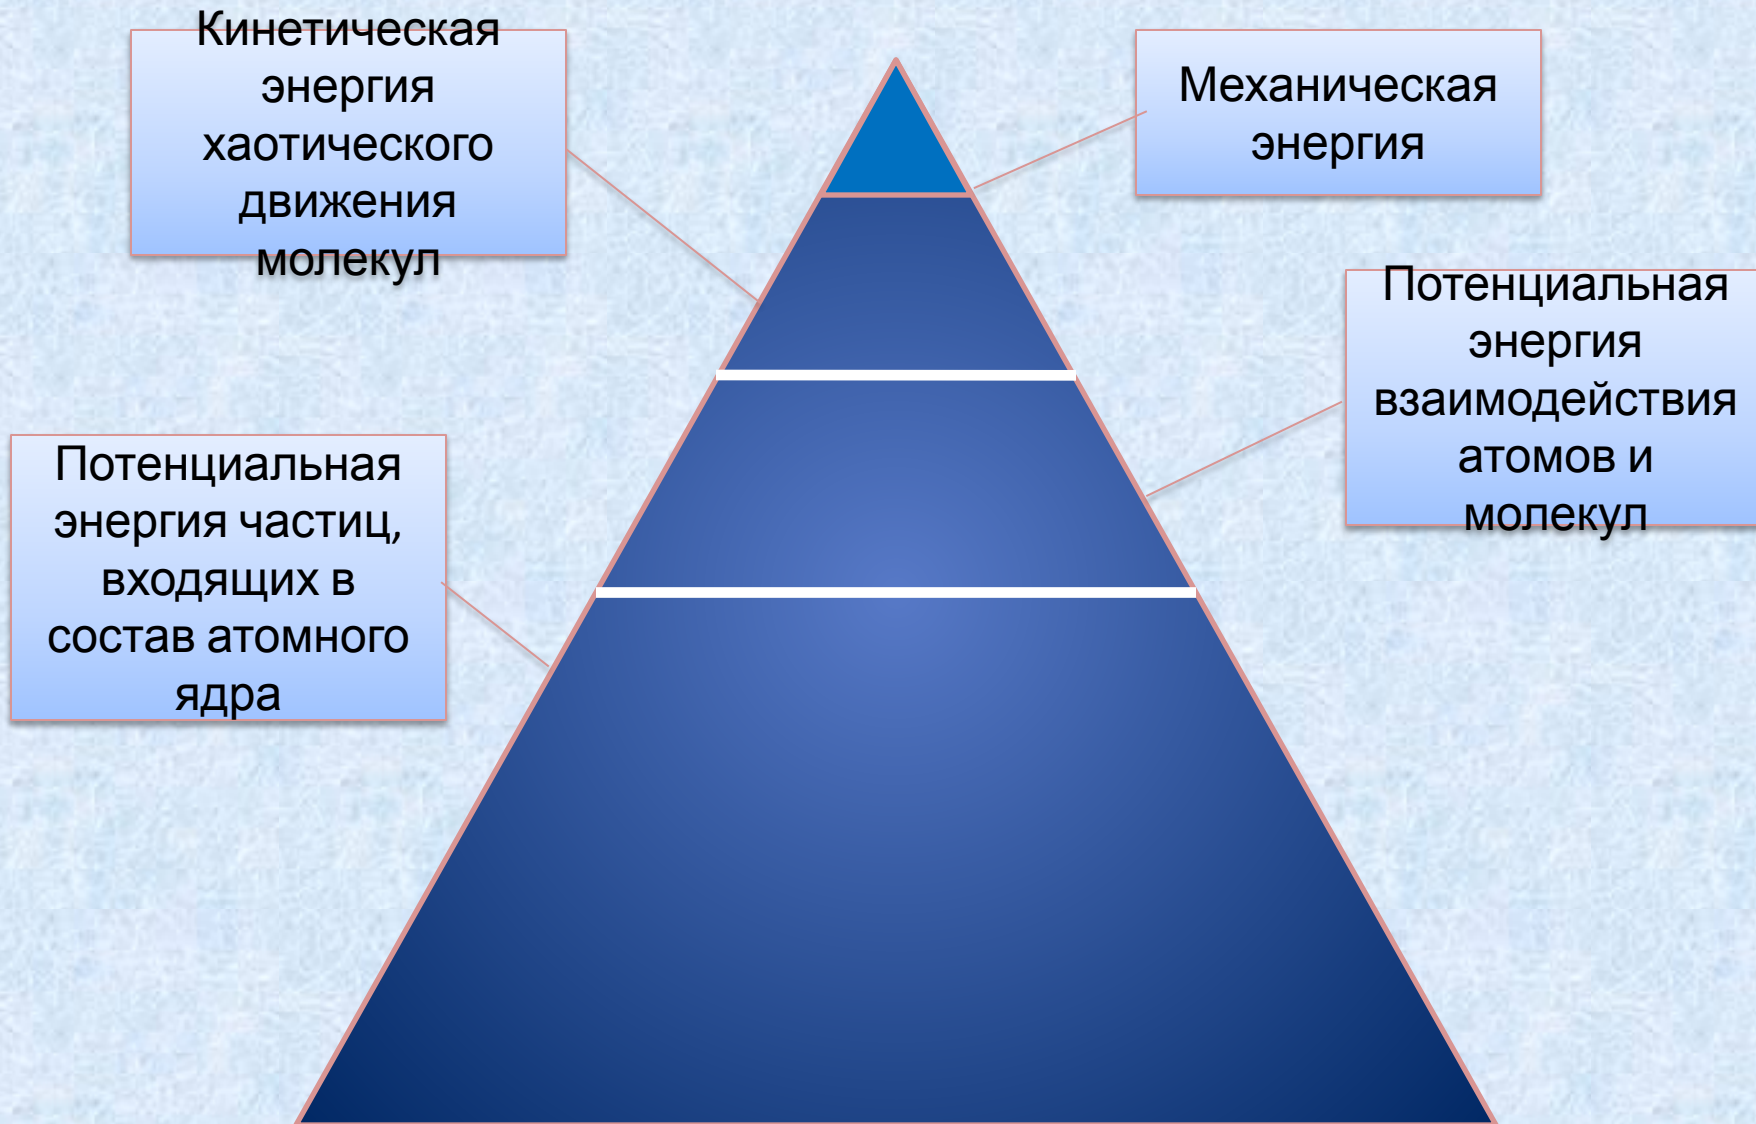 Кинетическая
энергия
хаотического
движения
молекул
Механическая
энергия
Потенциальная
энергия
взаимодействия
атомов и
молекул
Потенциальная
энергия частиц,
входящих в
состав атомного
ядра